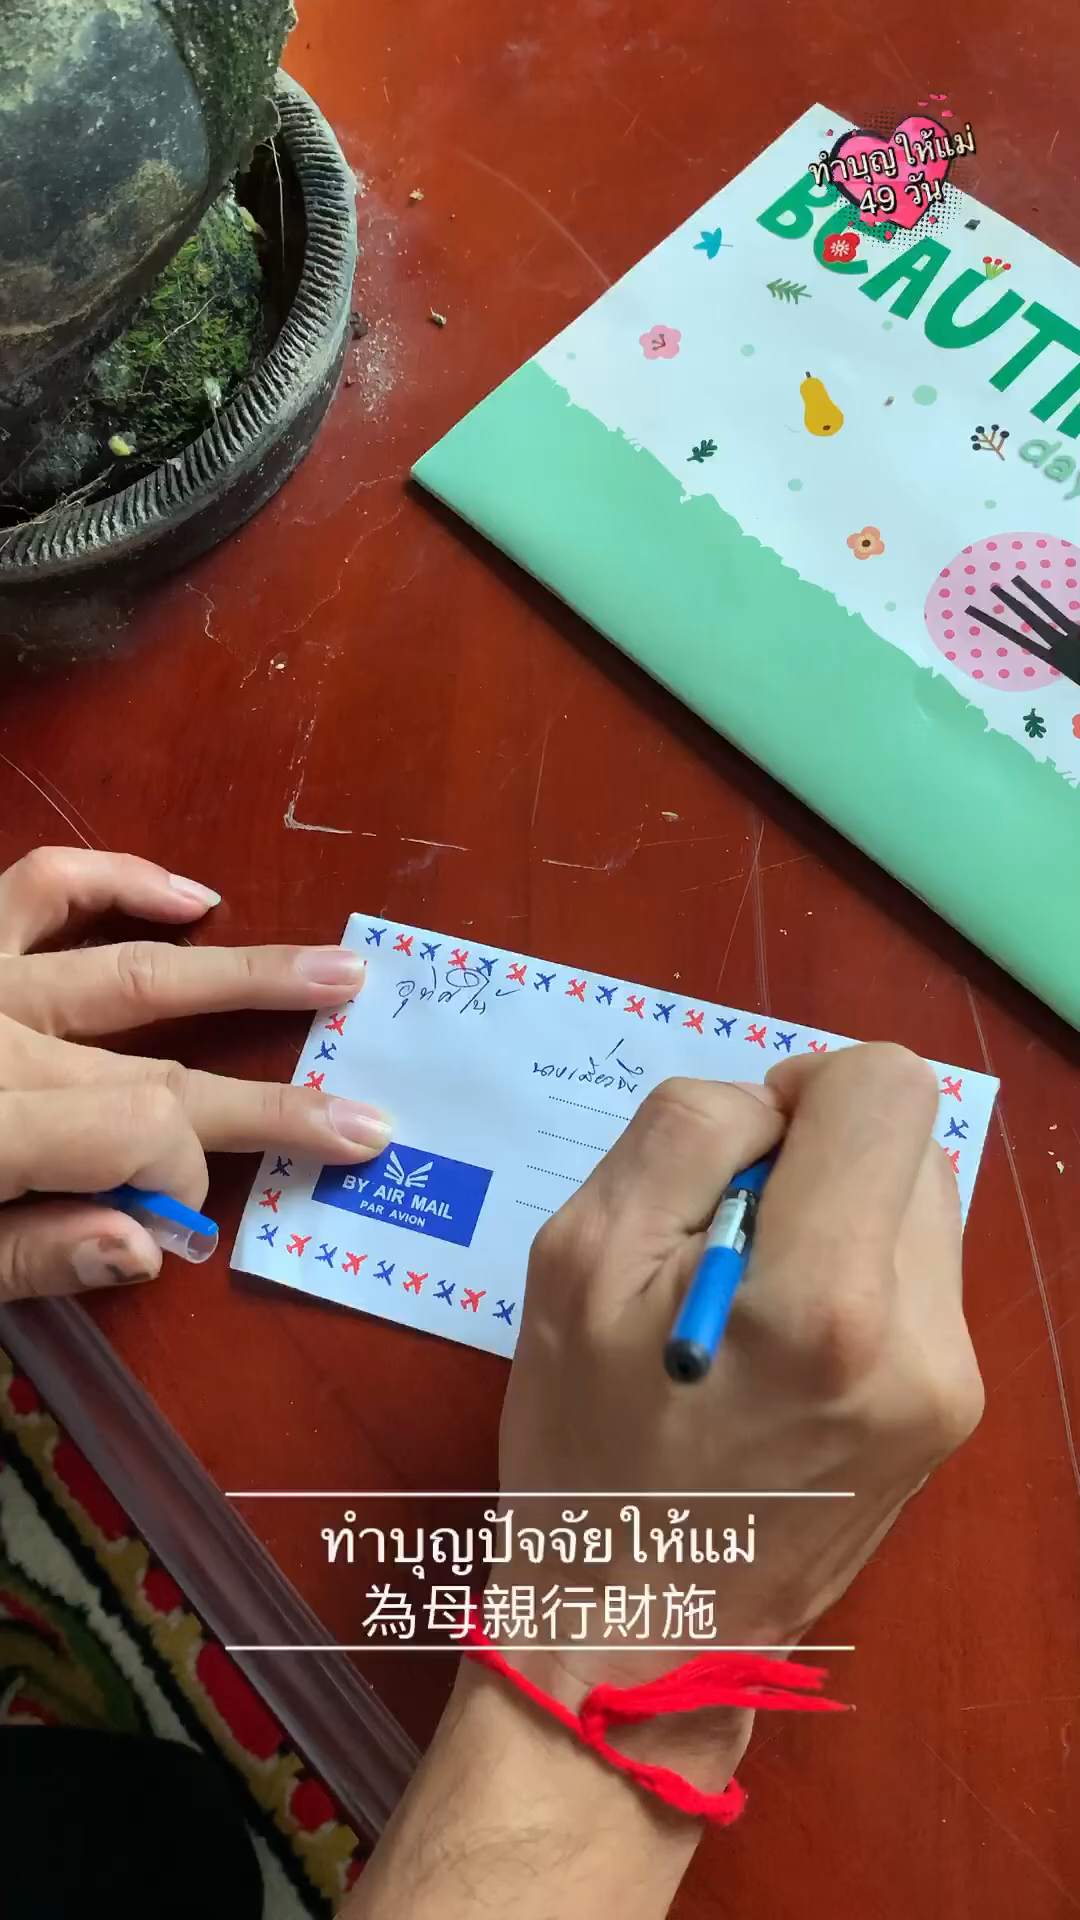 ทำบุญให้แม่
49 วัน
BEAUTI
day
อุทิศให้
BY AIR MAIL
PAR AVION
ทำบุญปัจจัยให้แม่
為母親行財施